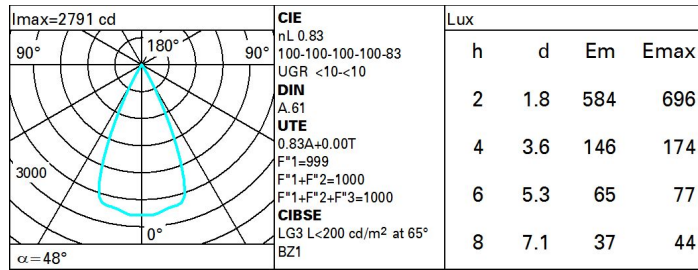 Imax=2791 cd
90°
180°
90°
3000
0°
α=48°
CIE
nL 0.83
100-100-100-100-83
UGR <10-<10
DIN
A.61
UTE
0.83A+0.00T
F"1=999
F"1+F"2=1000
F"1+F"2+F"3=1000
CIBSE
LG3 L<200 cd/m² at 65°
BZ1
Lux
h d Em Emax
2 1.8 584 696
4 3.6 146 174
6 5.3 65 77
8 7.1 37 44